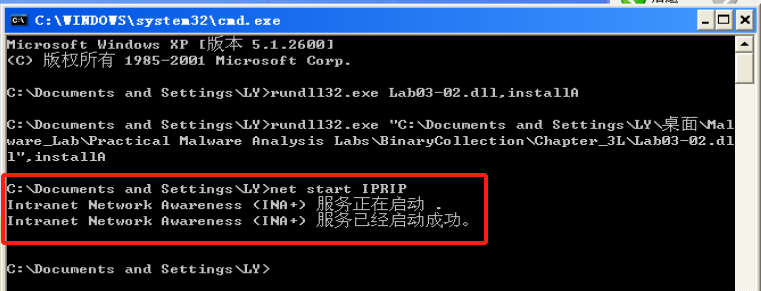 C:\WINDOWS\system32\cmd.exe
Microsoft Windows XP [版本 5.1.2600]
(C) 版权所有 1985-2001 Microsoft Corp.
C:\Documents and Settings\LY>rundll32.exe Lab03-02.dll,installA
C:\Documents and Settings\LY>rundll32.exe "C:\Documents and Settings\LY\桌面\Mal
ware_Lab\Practical Malware Analysis Labs\BinaryCollection\Chapter_3L\Lab03-02.dl
l",installA
C:\Documents and Settings\LY>net start IPRIP
Intranet Network Awareness (INA+) 服务正在启动 .
Intranet Network Awareness (INA+) 服务已经启动成功。
C:\Documents and Settings\LY>